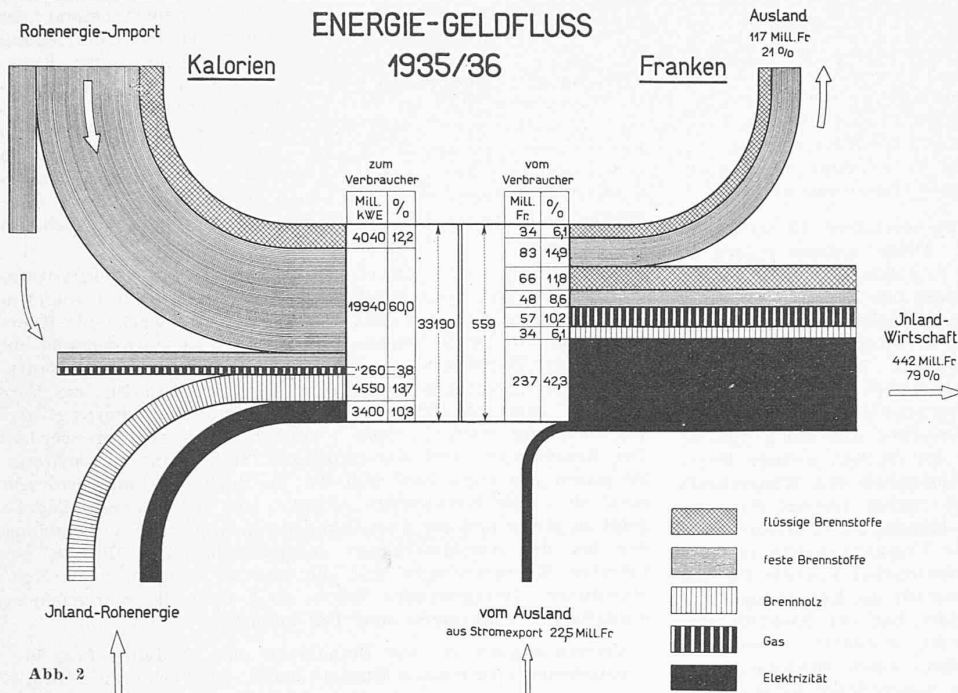 ENERGIE-GELDFLUSS
1935/36
Rohenergie-Jmport
Kalorien
Franken
Ausland
117 Mill.Fr
21 %
zum
Verbraucher
Mill.
kWE
%
4040 12,2
19940 60,0
1260 3,8
4550 13,7
3400 10,3
33190
559
vom
Verbraucher
Mill.
Fr.
%
34 6,1
83 14,9
66 11,8
48 8,6
57 10,2
34 6,1
237 42,3
Jnland-
Wirtschaft
442 Mill.Fr
79 %
flüssige Brennstoffe
feste Brennstoffe
Brennholz
Gas
Elektrizität
Jnland-Rohenergie
vom Ausland
aus Stromexport 22,5 Mill.Fr
Abb. 2